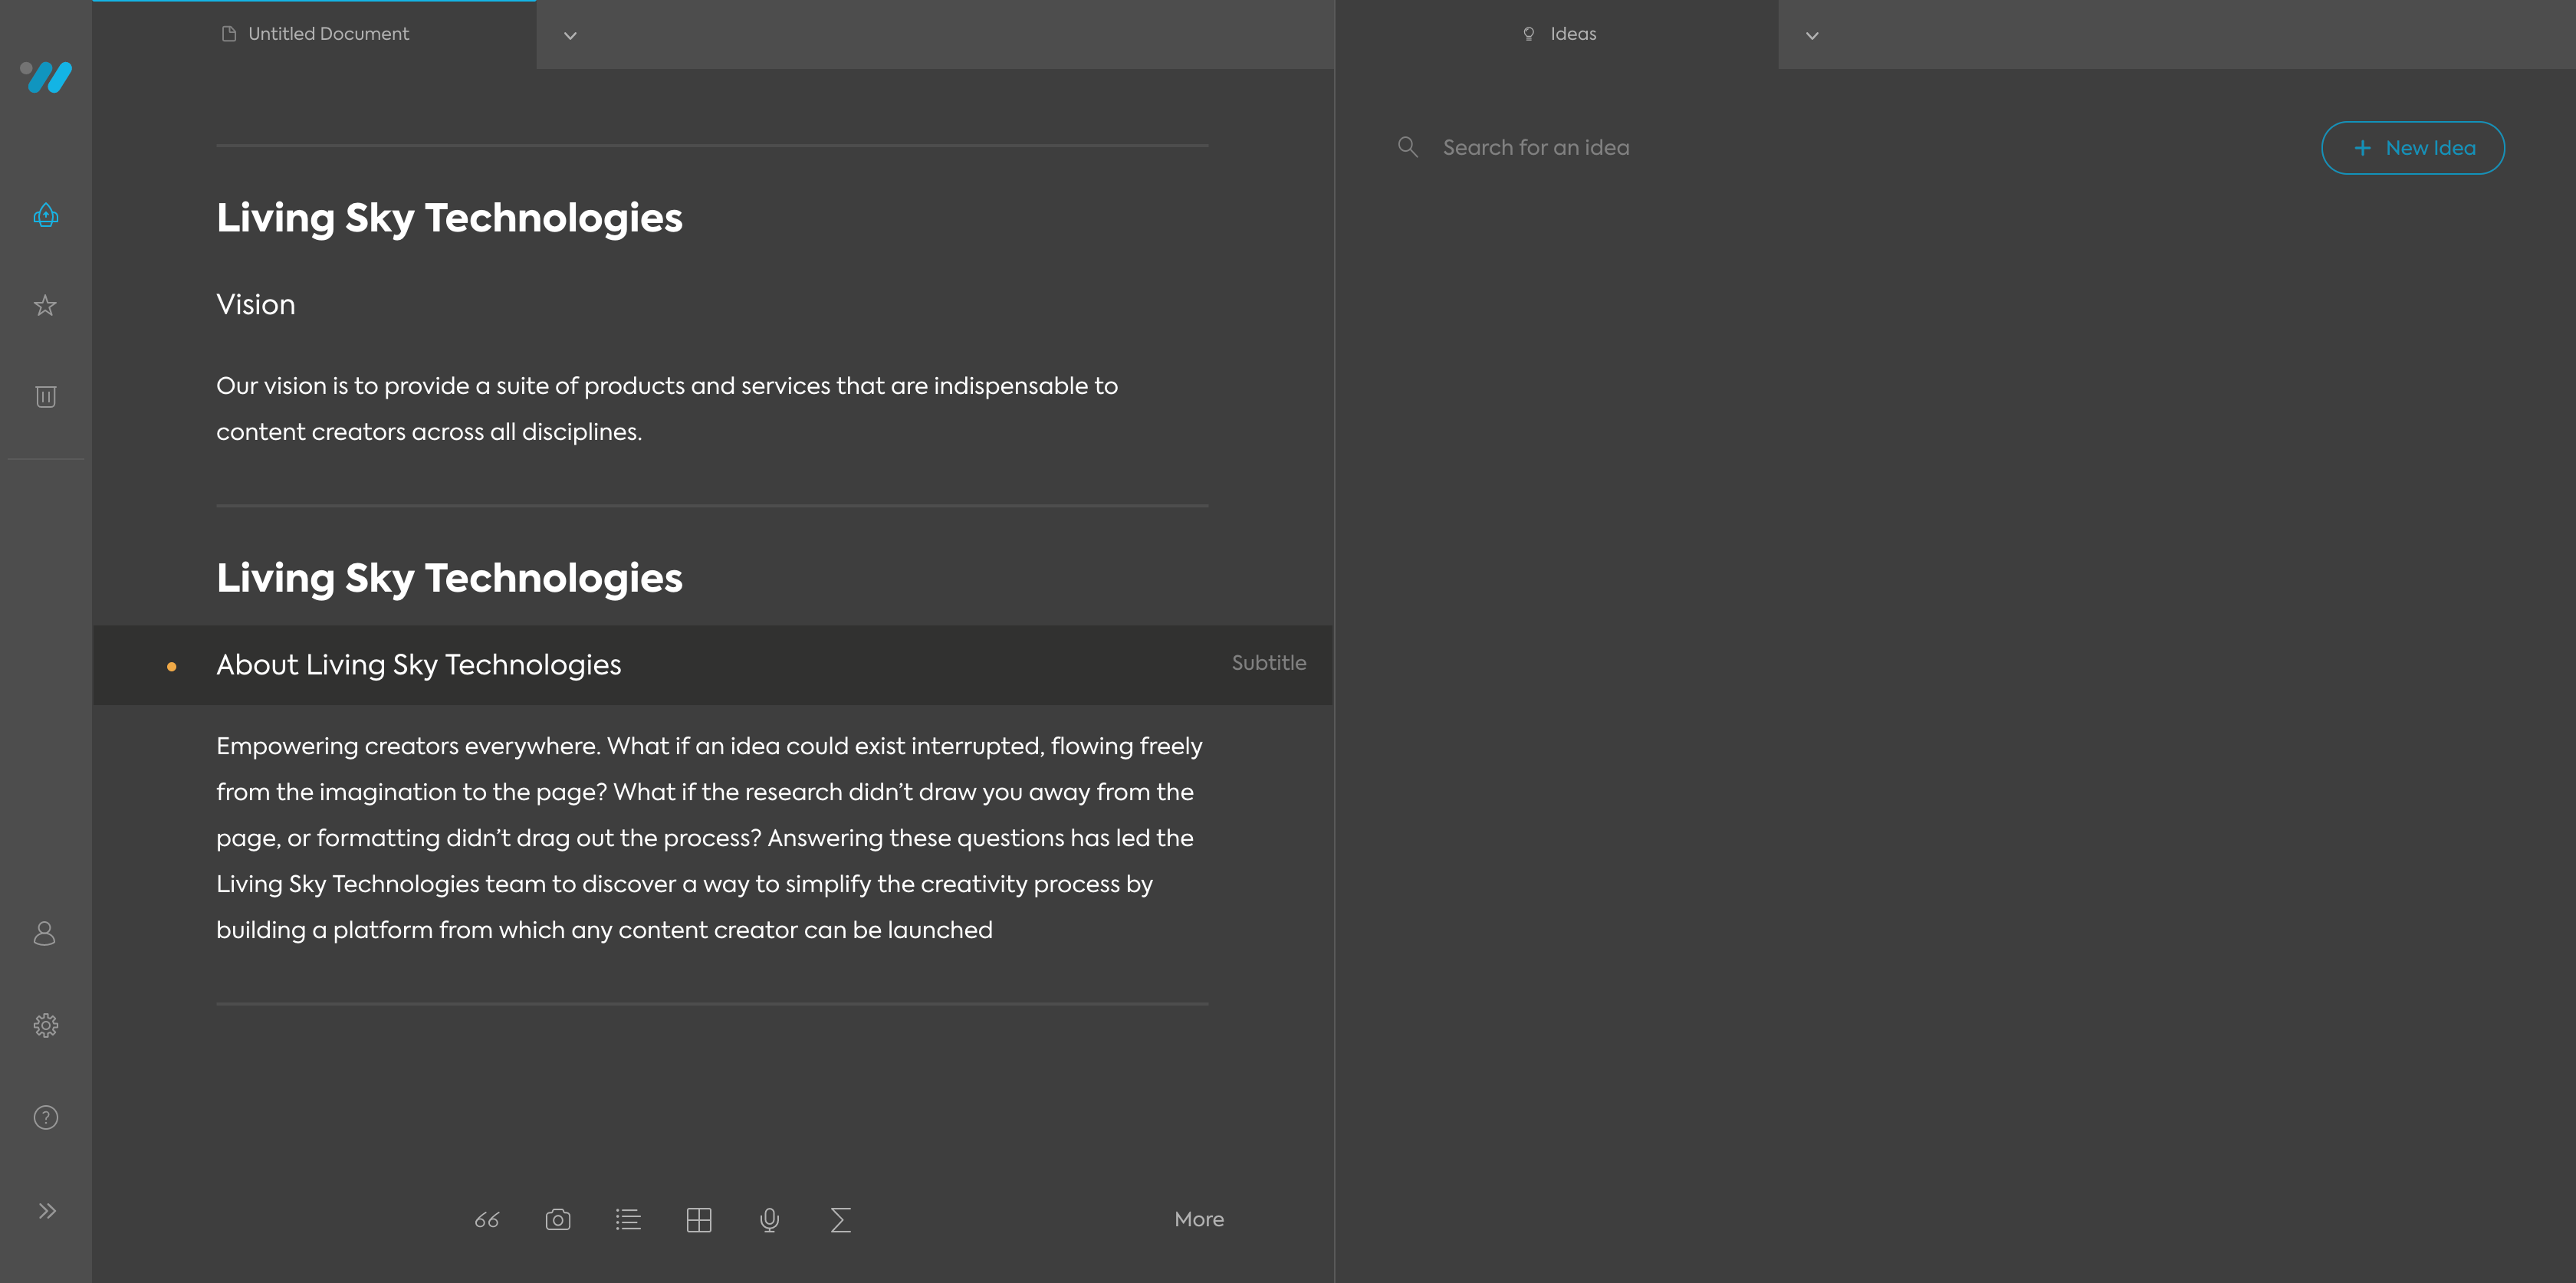 Untitled Document
Ideas
Search for an idea
+ New Idea
Living Sky Technologies
Vision
Our vision is to provide a suite of products and services that are indispensable to
content creators across all disciplines.
Living Sky Technologies
About Living Sky Technologies
Subtitle
Empowering creators everywhere. What if an idea could exist interrupted, flowing freely
from the imagination to the page? What if the research didn’t draw you away from the
page, or formatting didn’t drag out the process? Answering these questions has led the
Living Sky Technologies team to discover a way to simplify the creativity process by
building a platform from which any content creator can be launched
More